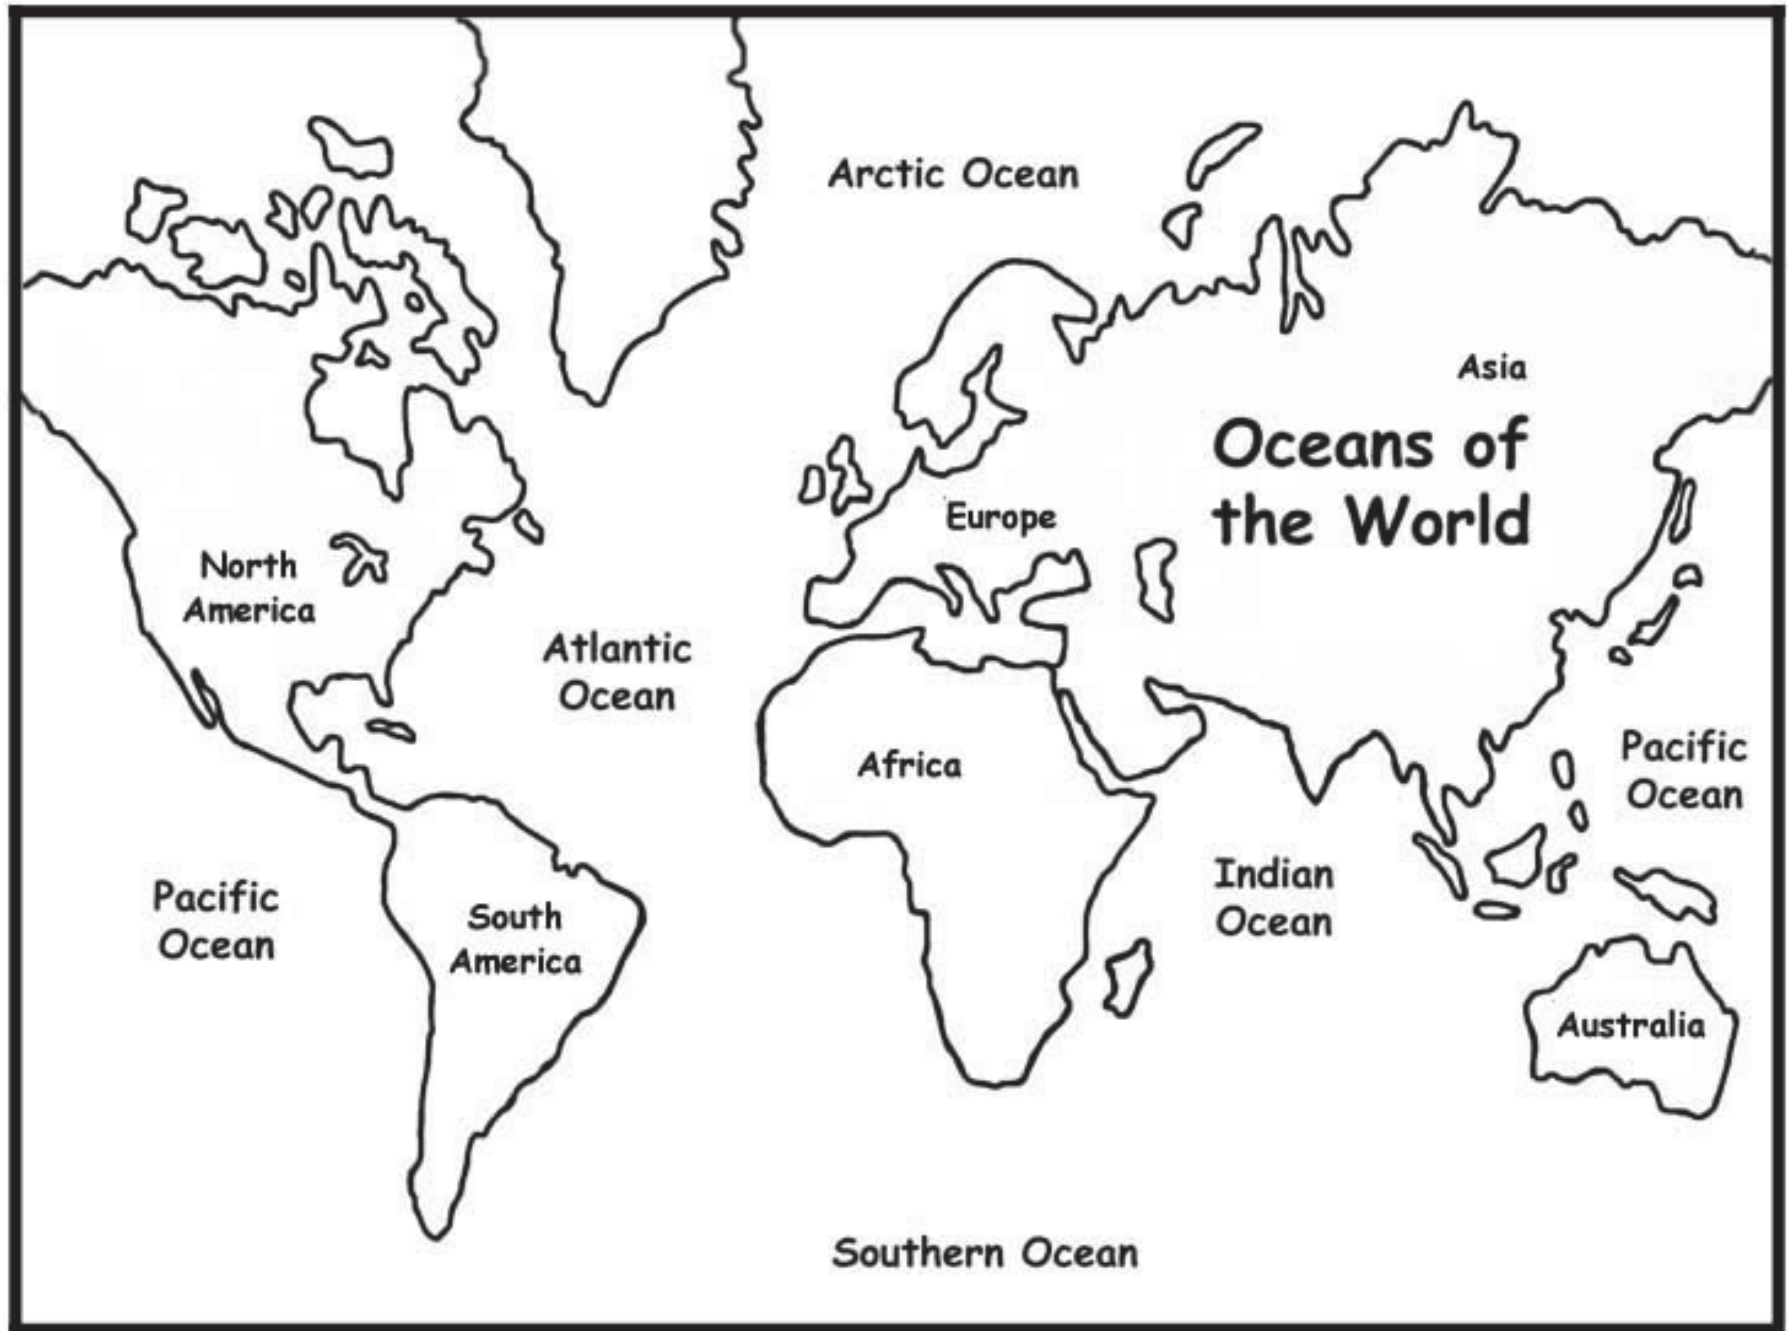 Arctic Ocean
Asia
Oceans of
the World
Europe
North
America
Atlantic
Ocean
Africa
Pacific
Ocean
Indian
Ocean
Pacific
Ocean
South
America
Australia
Southern Ocean